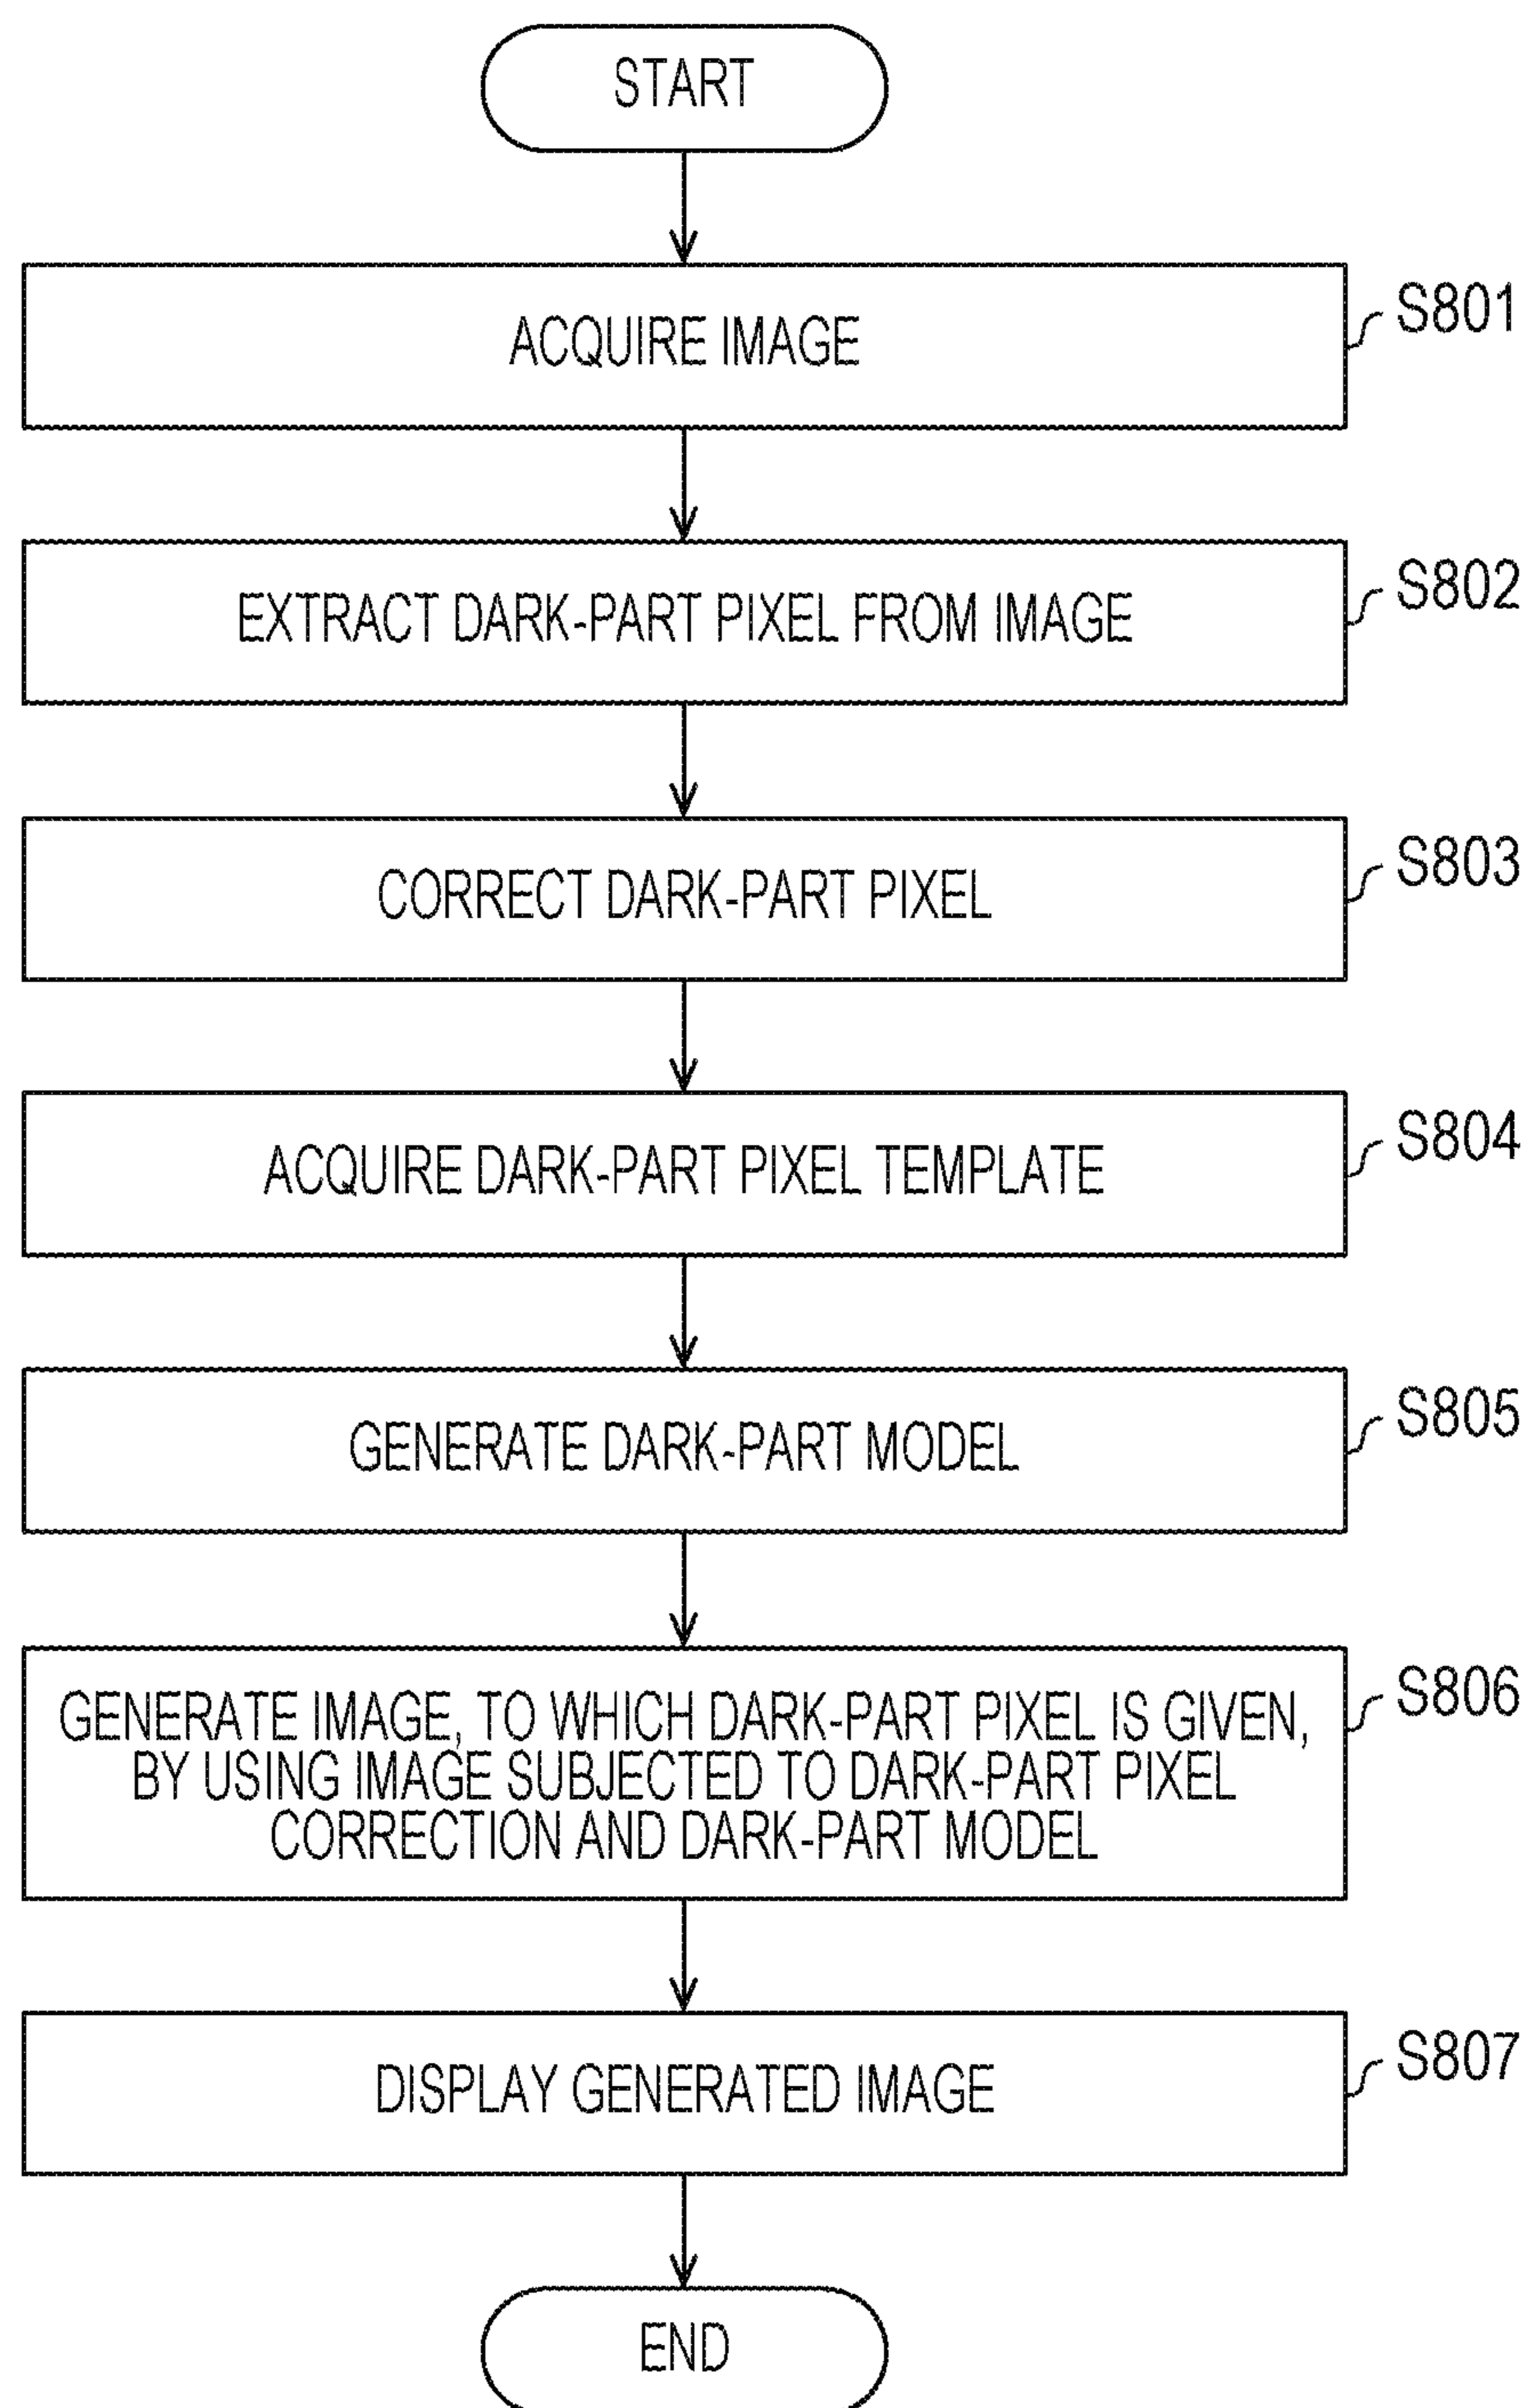 START
ACQUIRE IMAGE
S801
EXTRACT DARK-PART PIXEL FROM IMAGE
S802
CORRECT DARK-PART PIXEL
S803
ACQUIRE DARK-PART PIXEL TEMPLATE
S804
GENERATE DARK-PART MODEL
S805
GENERATE IMAGE, TO WHICH DARK-PART PIXEL IS GIVEN,
BY USING IMAGE SUBJECTED TO DARK-PART PIXEL
CORRECTION AND DARK-PART MODEL
S806
DISPLAY GENERATED IMAGE
S807
END